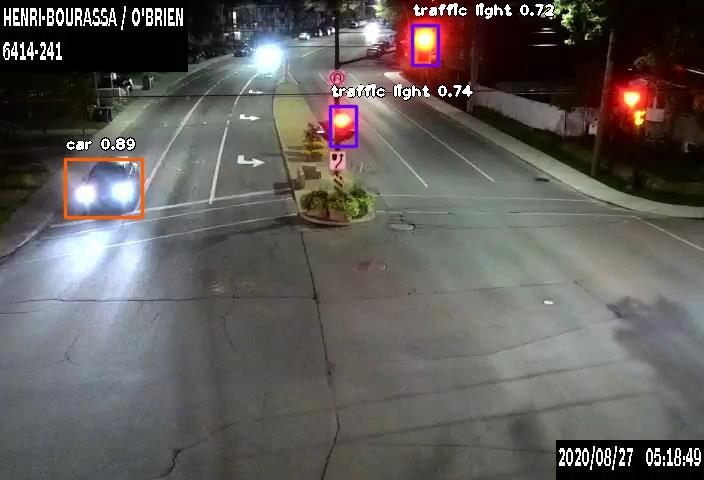 HENRI-BOURASSA / O'BRIEN
6414-241
traffic light 0.72
traffic light 0.74
car 0.89
2020/08/27 05:18:49